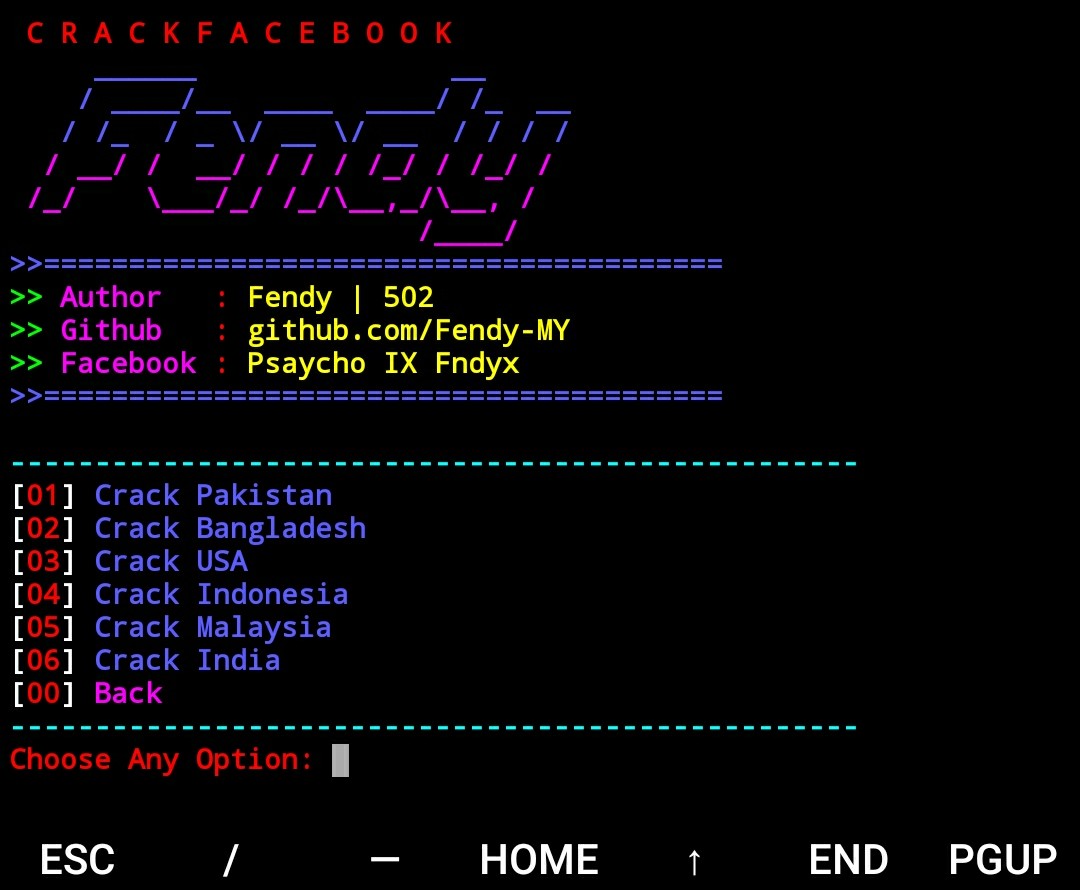 C R A C K F A C E B O O K
Fendy
>>========================================
>> Author : Fendy | 502
>> Github : github.com/Fendy-MY
>> Facebook : Psaycho IX Fndyx
>>========================================
--------------------------------------------------
[01] Crack Pakistan
[02] Crack Bangladesh
[03] Crack USA
[04] Crack Indonesia
[05] Crack Malaysia
[06] Crack India
[00] Back
--------------------------------------------------
Choose Any Option:
ESC / — HOME ↑ END PGUP